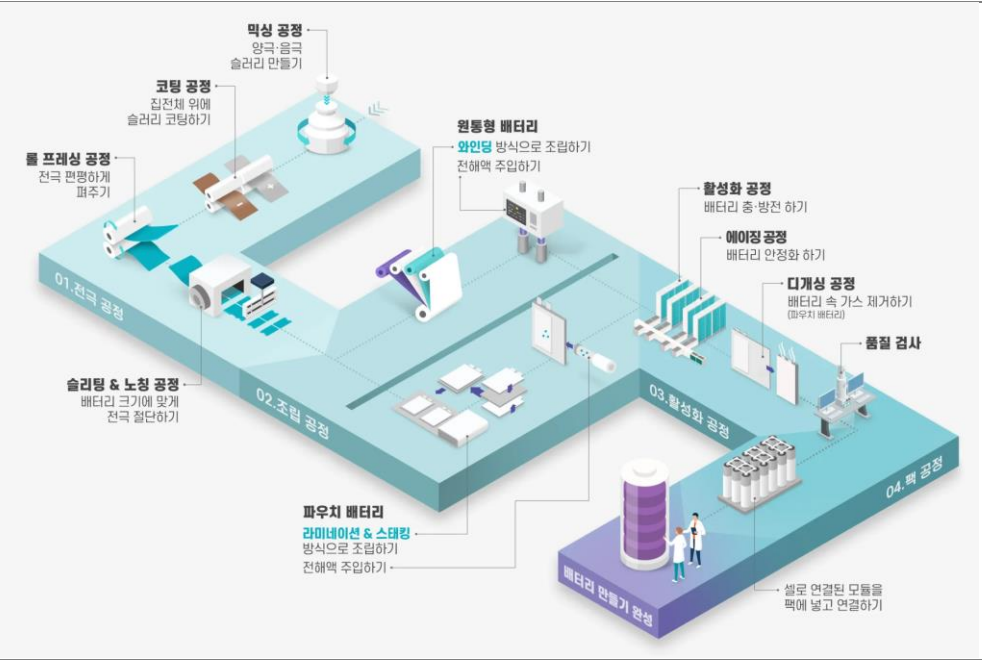 믹싱 공정
양극·음극
슬러리 만들기
코팅 공정
집전체 위에
슬러리 코팅하기
롤 프레싱 공정
전극 편평하게
펴주기
01.전극 공정
슬리팅 & 노칭 공정
배터리 크기에 맞게
전극 절단하기
원통형 배터리
와인딩 방식으로 조립하기
전해액 주입하기
02.조립 공정
파우치 배터리
라미네이션 & 스태킹
방식으로 조립하기
전해액 주입하기
활성화 공정
배터리 충·방전 하기
에이징 공정
배터리 안정화 하기
디개싱 공정
배터리 속 가스 제거하기
(파우치 배터리)
품질 검사
03.활성화 공정
04.팩 공정
셀로 연결된 모듈을
팩에 넣고 연결하기
배터리 만들기 완성